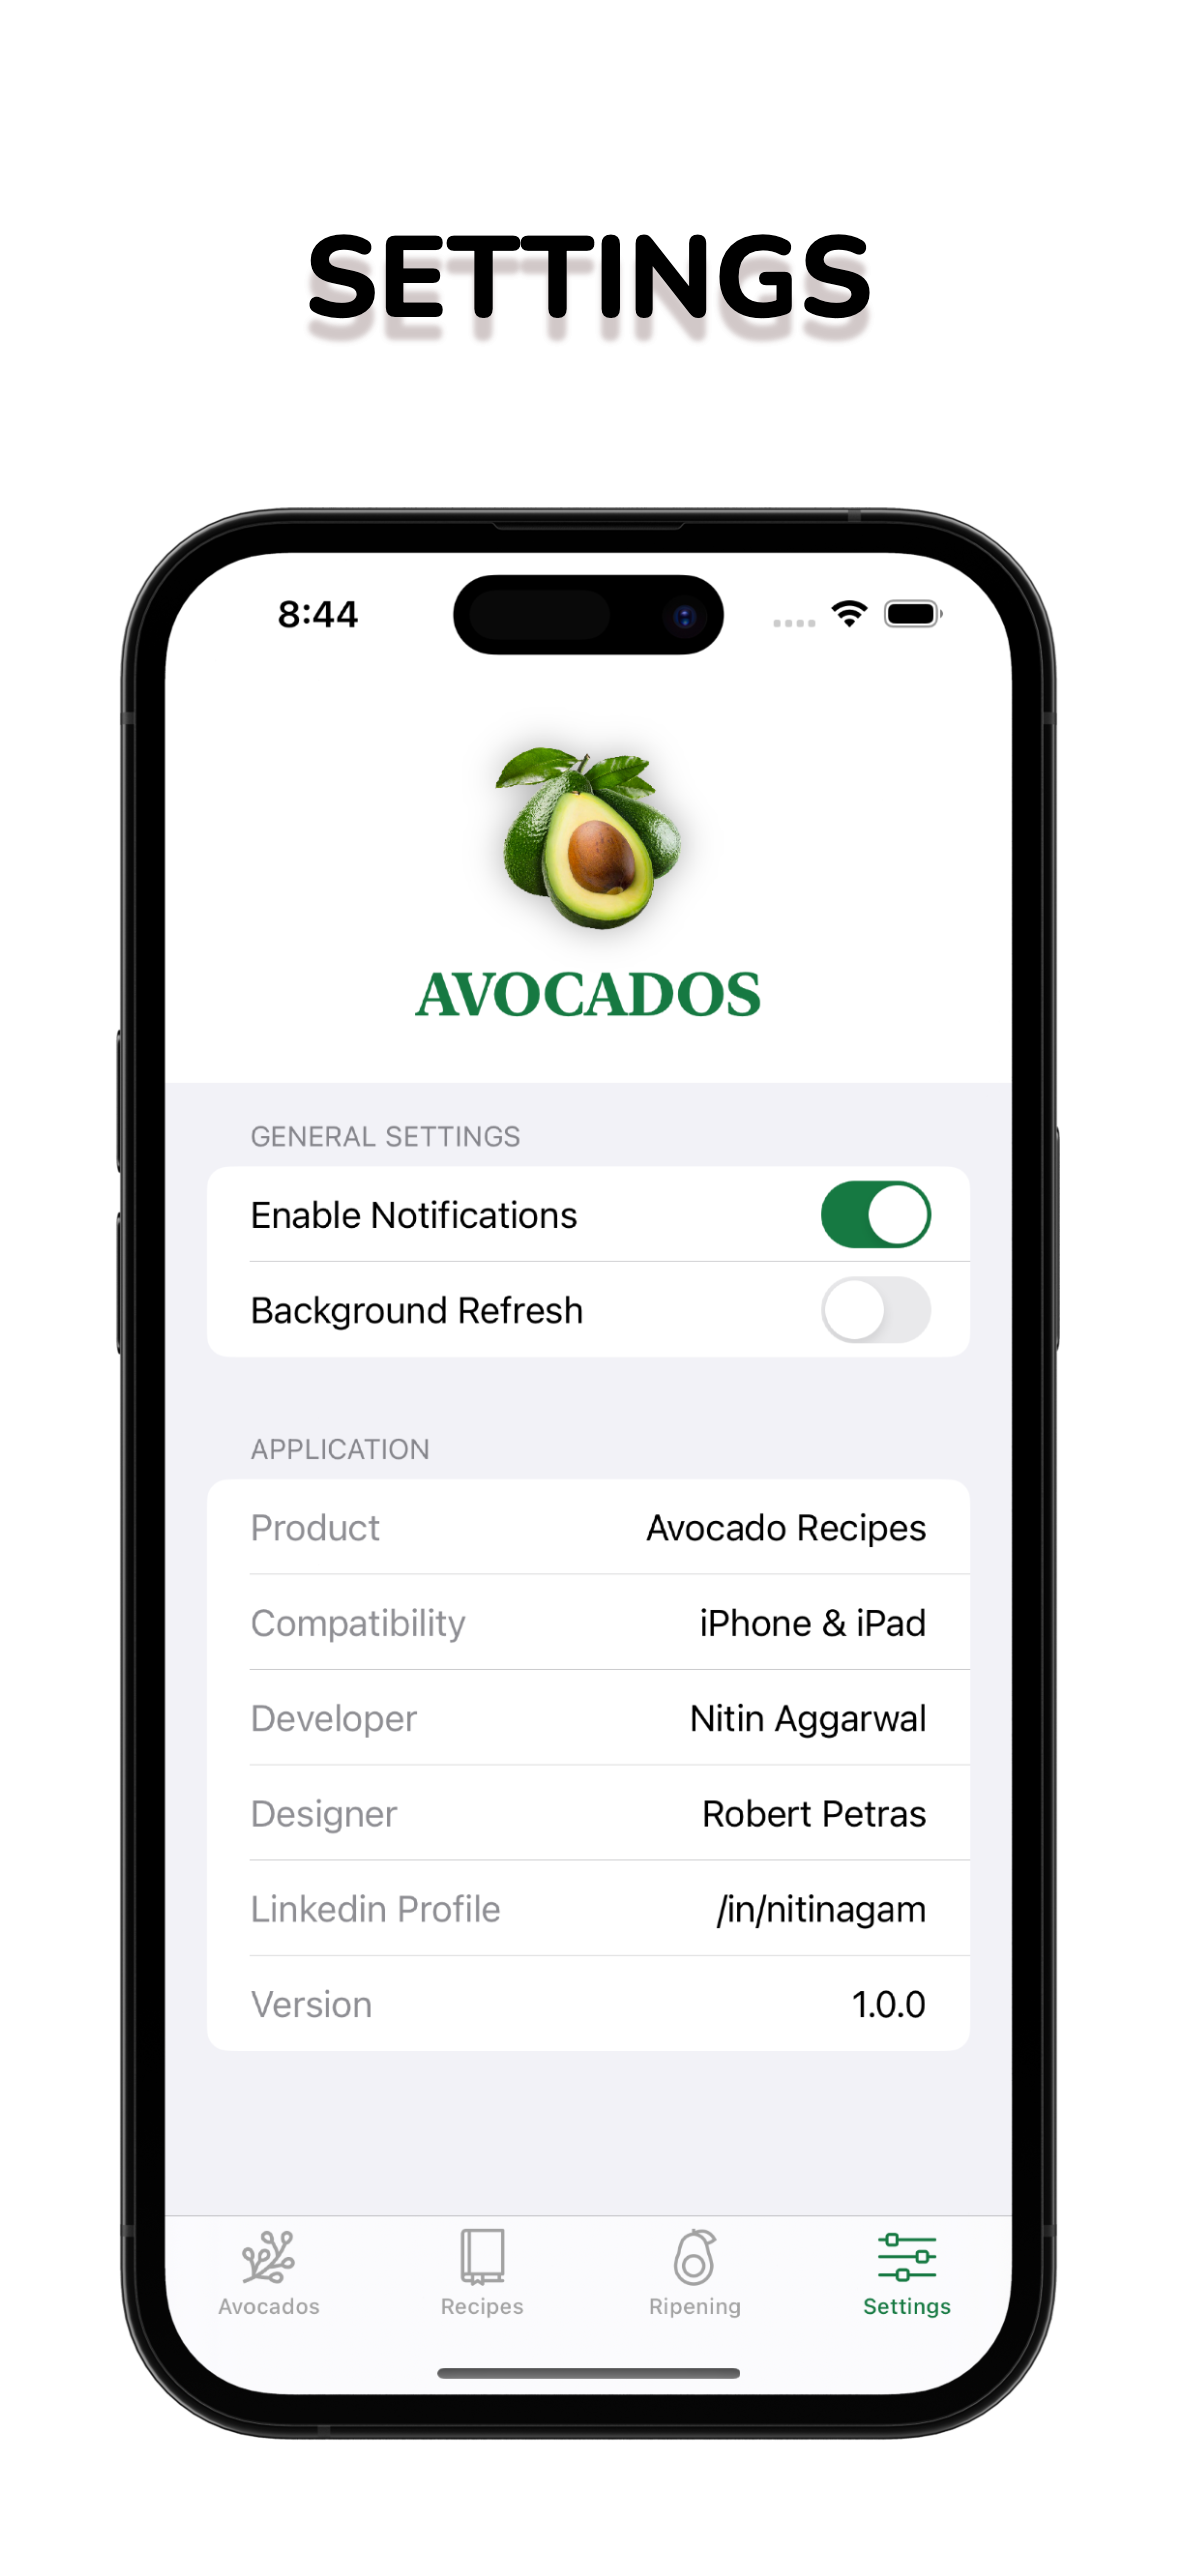 SETTINGS
8:44
AVOCADOS
GENERAL SETTINGS
Enable Notifications
Background Refresh
APPLICATION
Product Avocado Recipes
Compatibility iPhone & iPad
Developer Nitin Aggarwal
Designer Robert Petras
Linkedin Profile /in/nitinagam
Version 1.0.0
Avocados Recipes Ripening Settings